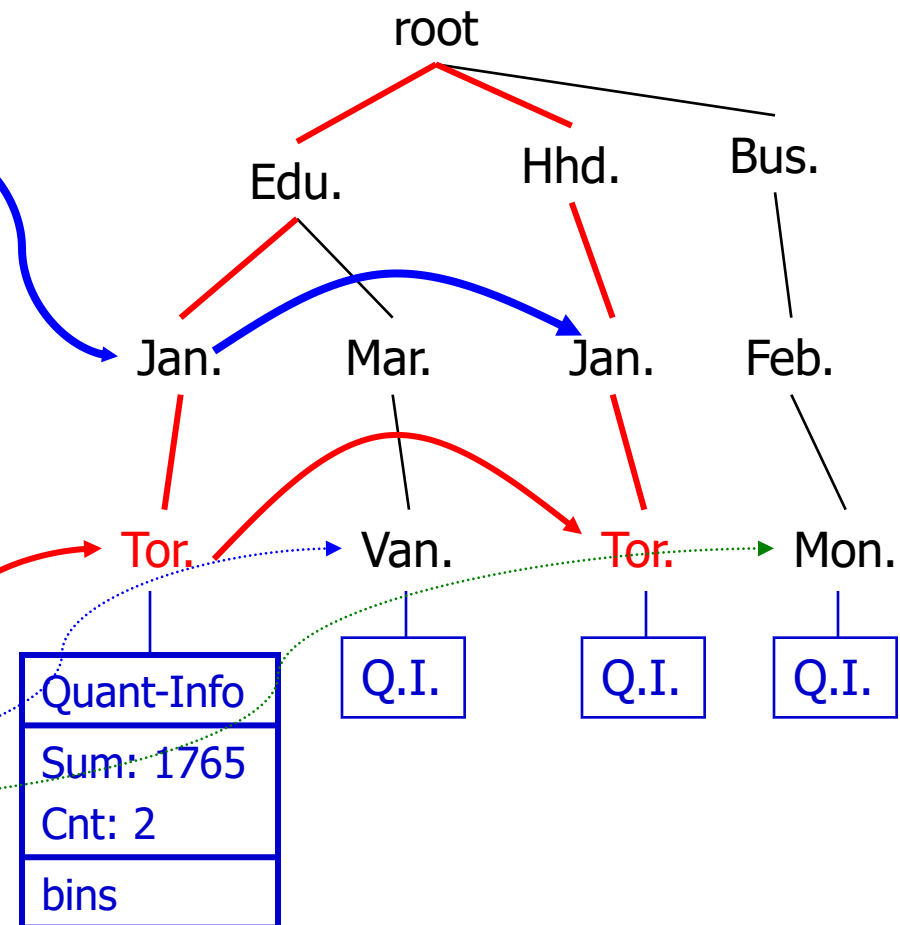 root
Edu.
Hhd.
Bus.
Jan.
Mar.
Jan.
Feb.
Tor.
Van.
Tor.
Mon.
Quant-Info
Sum: 1765
Cnt: 2
bins
Q.I.
Q.I.
Q.I.